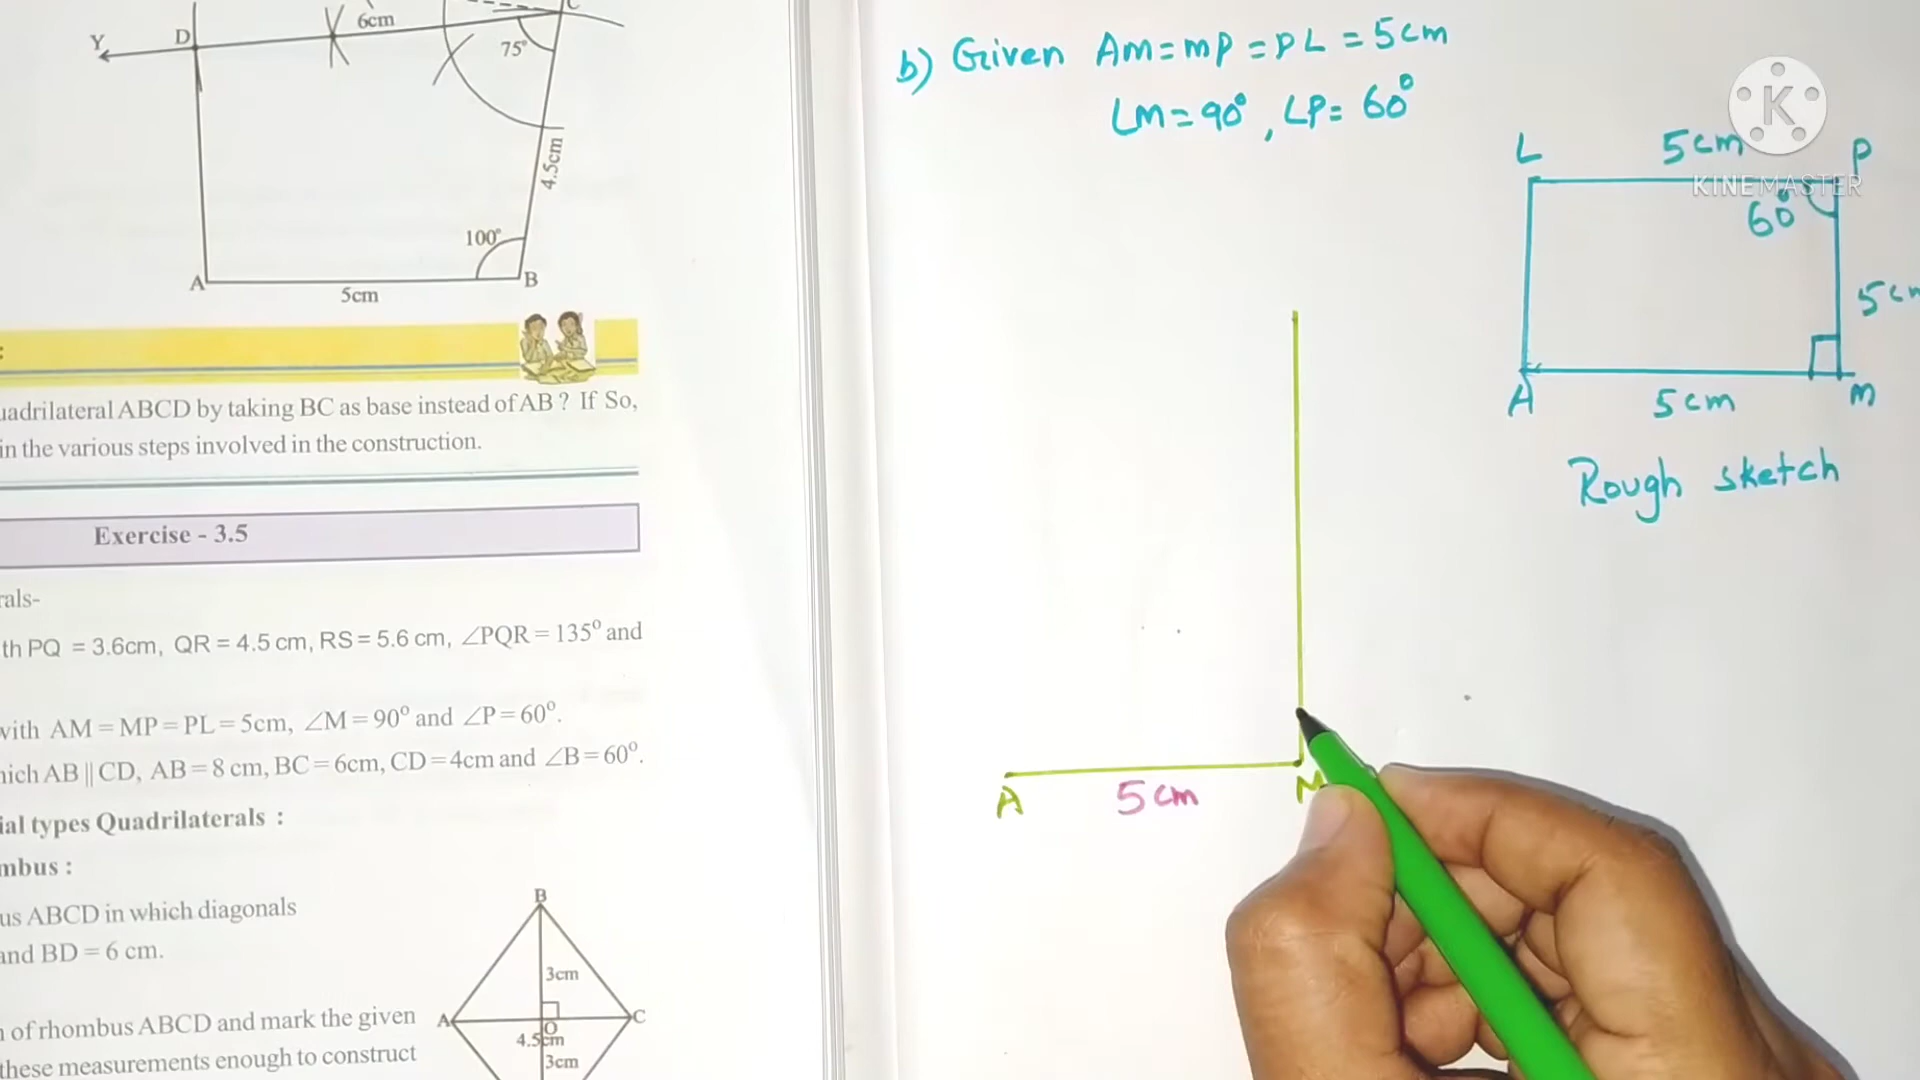 6cm
C
Y
D
75°
4.5cm
100°
A
B
5cm
:
uadrilateral ABCD by taking BC as base instead of AB ? If So,
in the various steps involved in the construction.
Exercise - 3.5
rals-
th PQ = 3.6cm, QR = 4.5 cm, RS = 5.6 cm, ∠PQR = 135° and
with AM = MP = PL = 5cm, ∠M = 90° and ∠P = 60°.
hich AB || CD, AB = 8 cm, BC = 6cm, CD = 4cm and ∠B = 60°.
ial types Quadrilaterals :
mbus :
us ABCD in which diagonals
and BD = 6 cm.
of rhombus ABCD and mark the given
these measurements enough to construct
B
3cm
A
O
C
4.5cm
3cm
b) Given AM = MP = PL = 5cm
∠M = 90°, ∠P = 60°
K
KINEMASTER
L
5cm
P
60°
5cm
A
5cm
M
Rough sketch
A
5cm
M